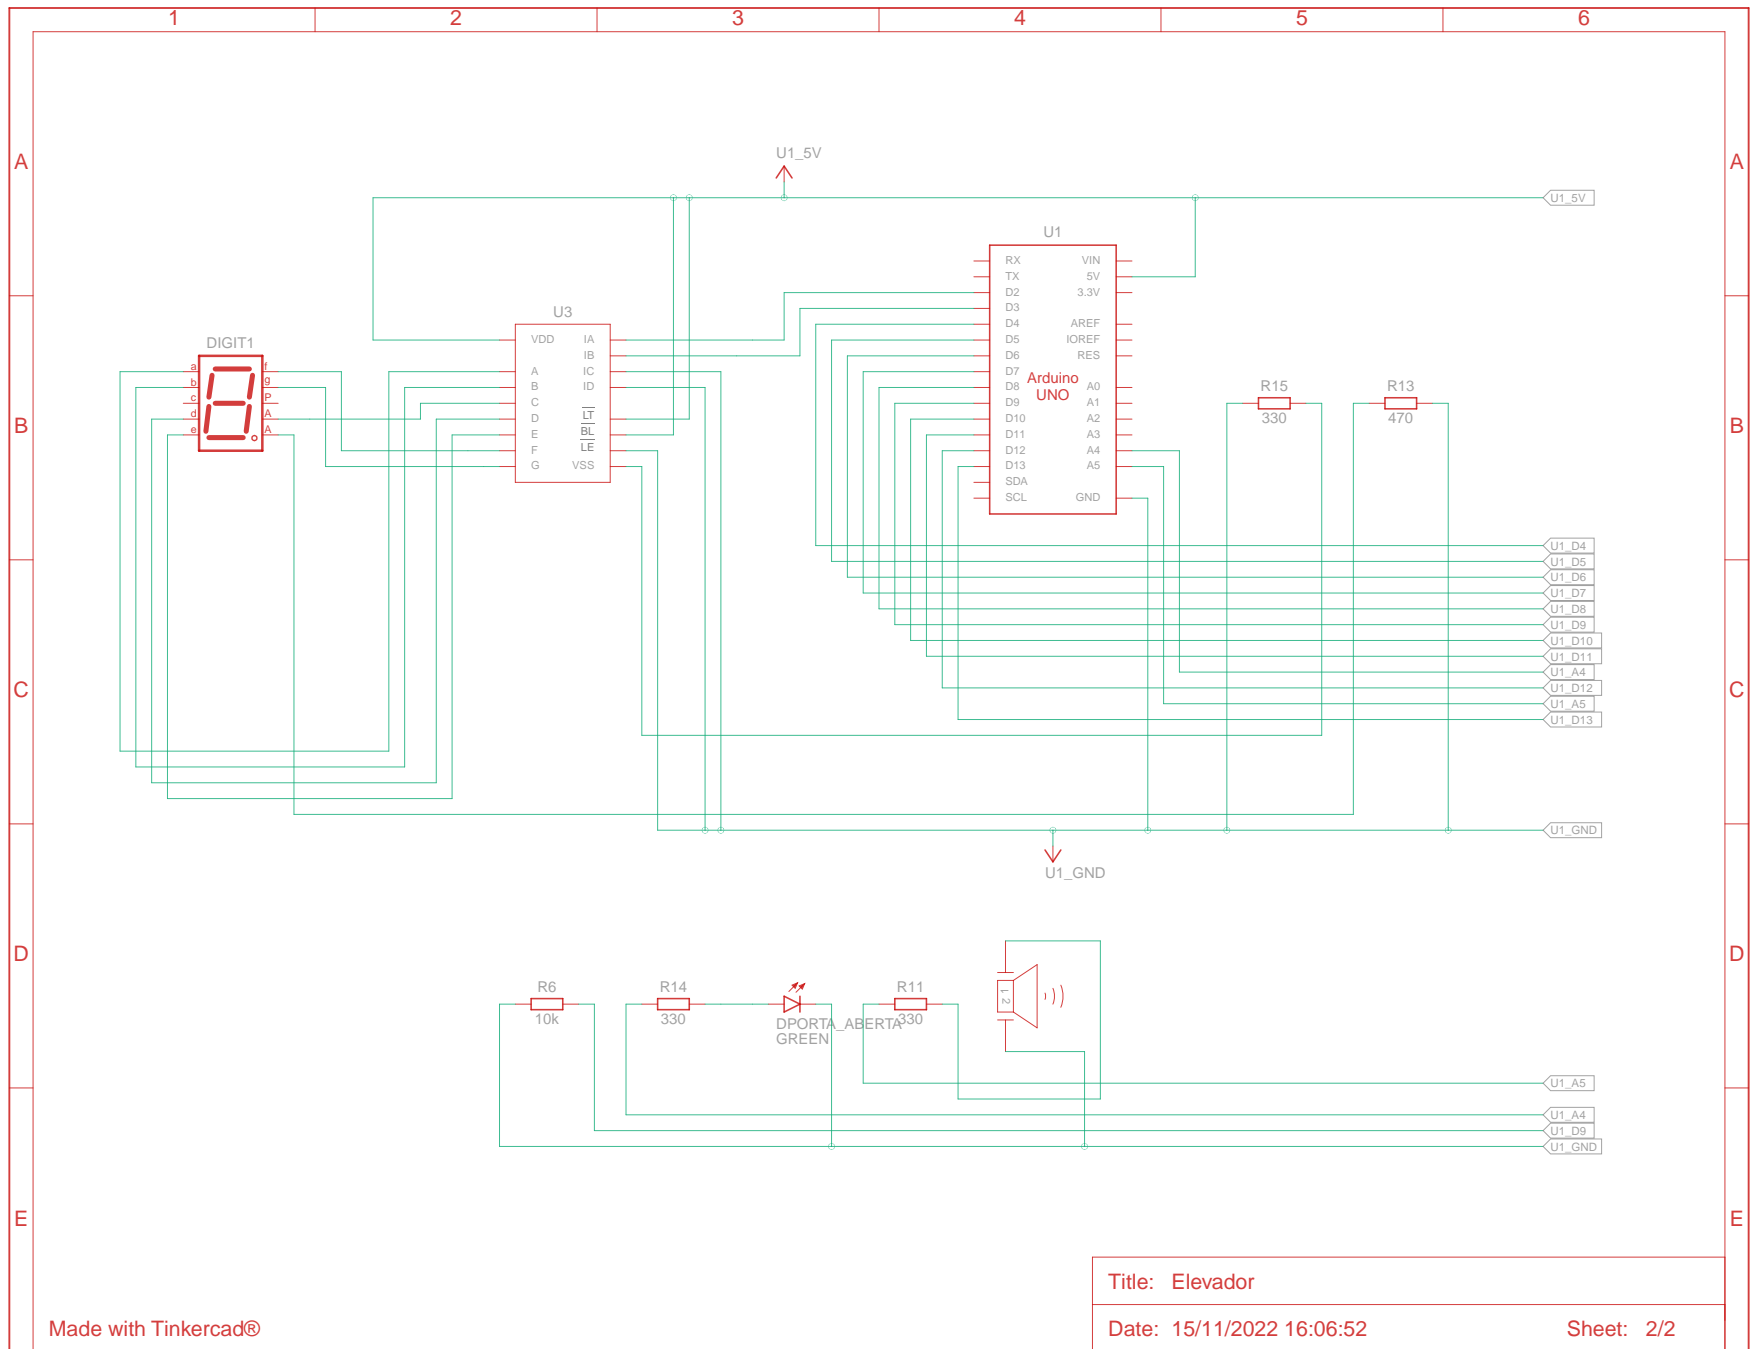 1 2 3 4 5 6
A A
U1_5V
U1_5V
U1
RX VIN
TX 5V
D2 3.3V
D3
D4 AREF
D5 IOREF
D6 RES
D7
D8 A0
D9 A1
D10 A2
D11 A3
D12 A4
D13 A5
SDA
SCL GND
Arduino
UNO
U3
VDD IA
IB
A IC
B ID
C
D LT
E BL
F LE
G VSS
DIGIT1
a f
b g
c P
d A
e A
B B
R15
330
R13
470
U1_D4
U1_D5
U1_D6
U1_D7
U1_D8
U1_D9
U1_D10
U1_D11
U1_A4
U1_D12
U1_A5
U1_D13
C C
U1_GND
U1_GND
D D
R6
10k
R14
330
DPORTA_ABERTA
GREEN
R11
330
1 2
U1_A5
U1_A4
U1_D9
U1_GND
E E
Title: Elevador
Made with Tinkercad®
Date: 15/11/2022 16:06:52 Sheet: 2/2